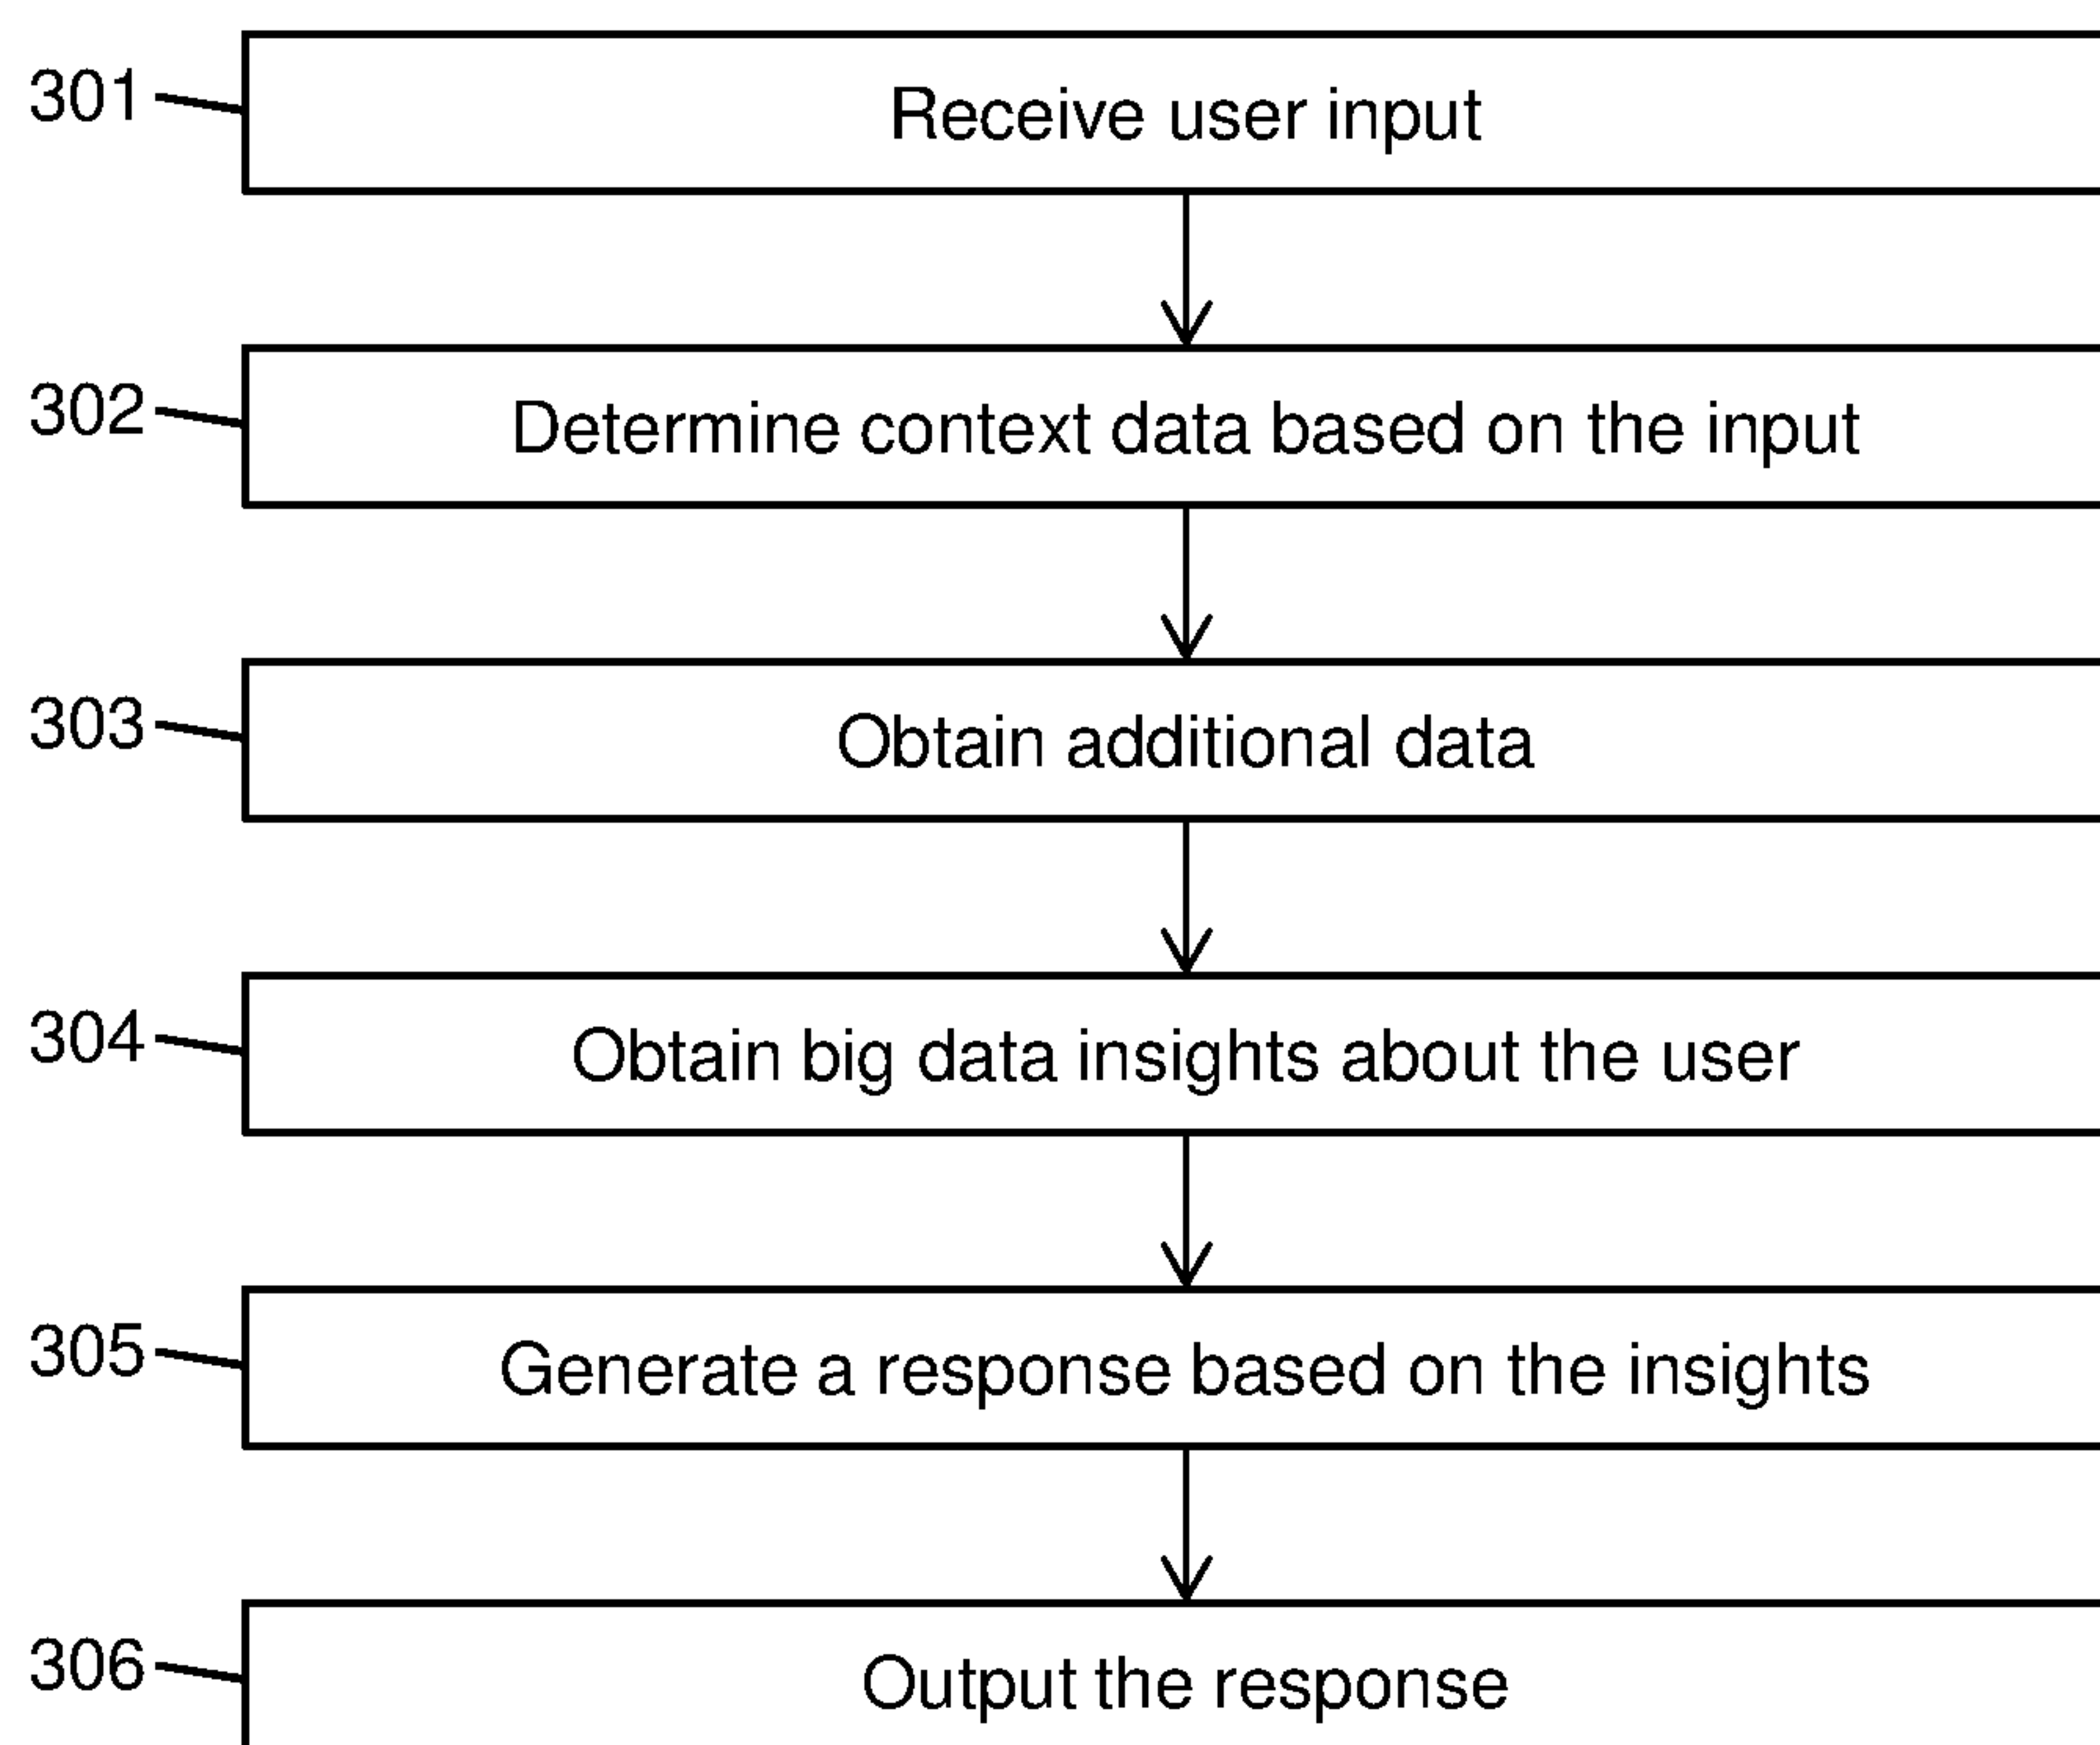 301 Receive user input
302 Determine context data based on the input
303 Obtain additional data
304 Obtain big data insights about the user
305 Generate a response based on the insights
306 Output the response